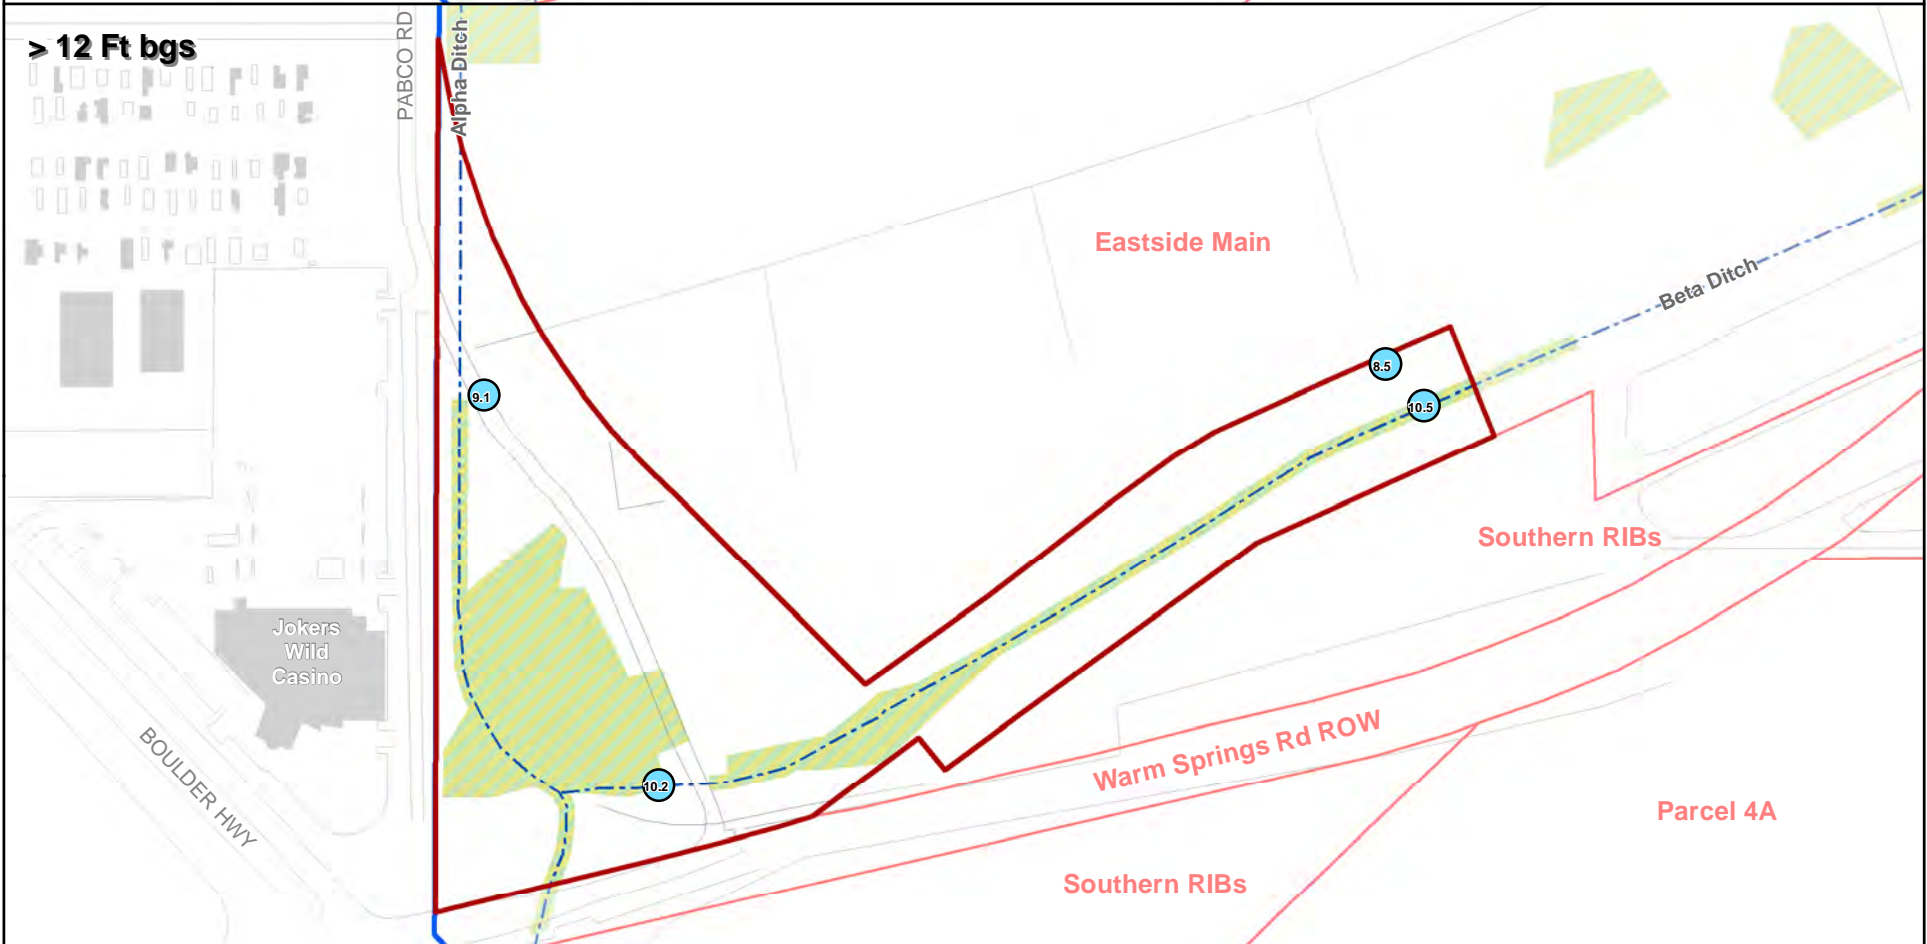 > 12 Ft bgs
PABCO RD
Alpha Ditch
Eastside Main
Beta Ditch
8.5
9.1
10.5
Southern RIBs
Jokers
Wild
Casino
BOULDER HWY
10.2
Warm Springs Rd ROW
Parcel 4A
Southern RIBs